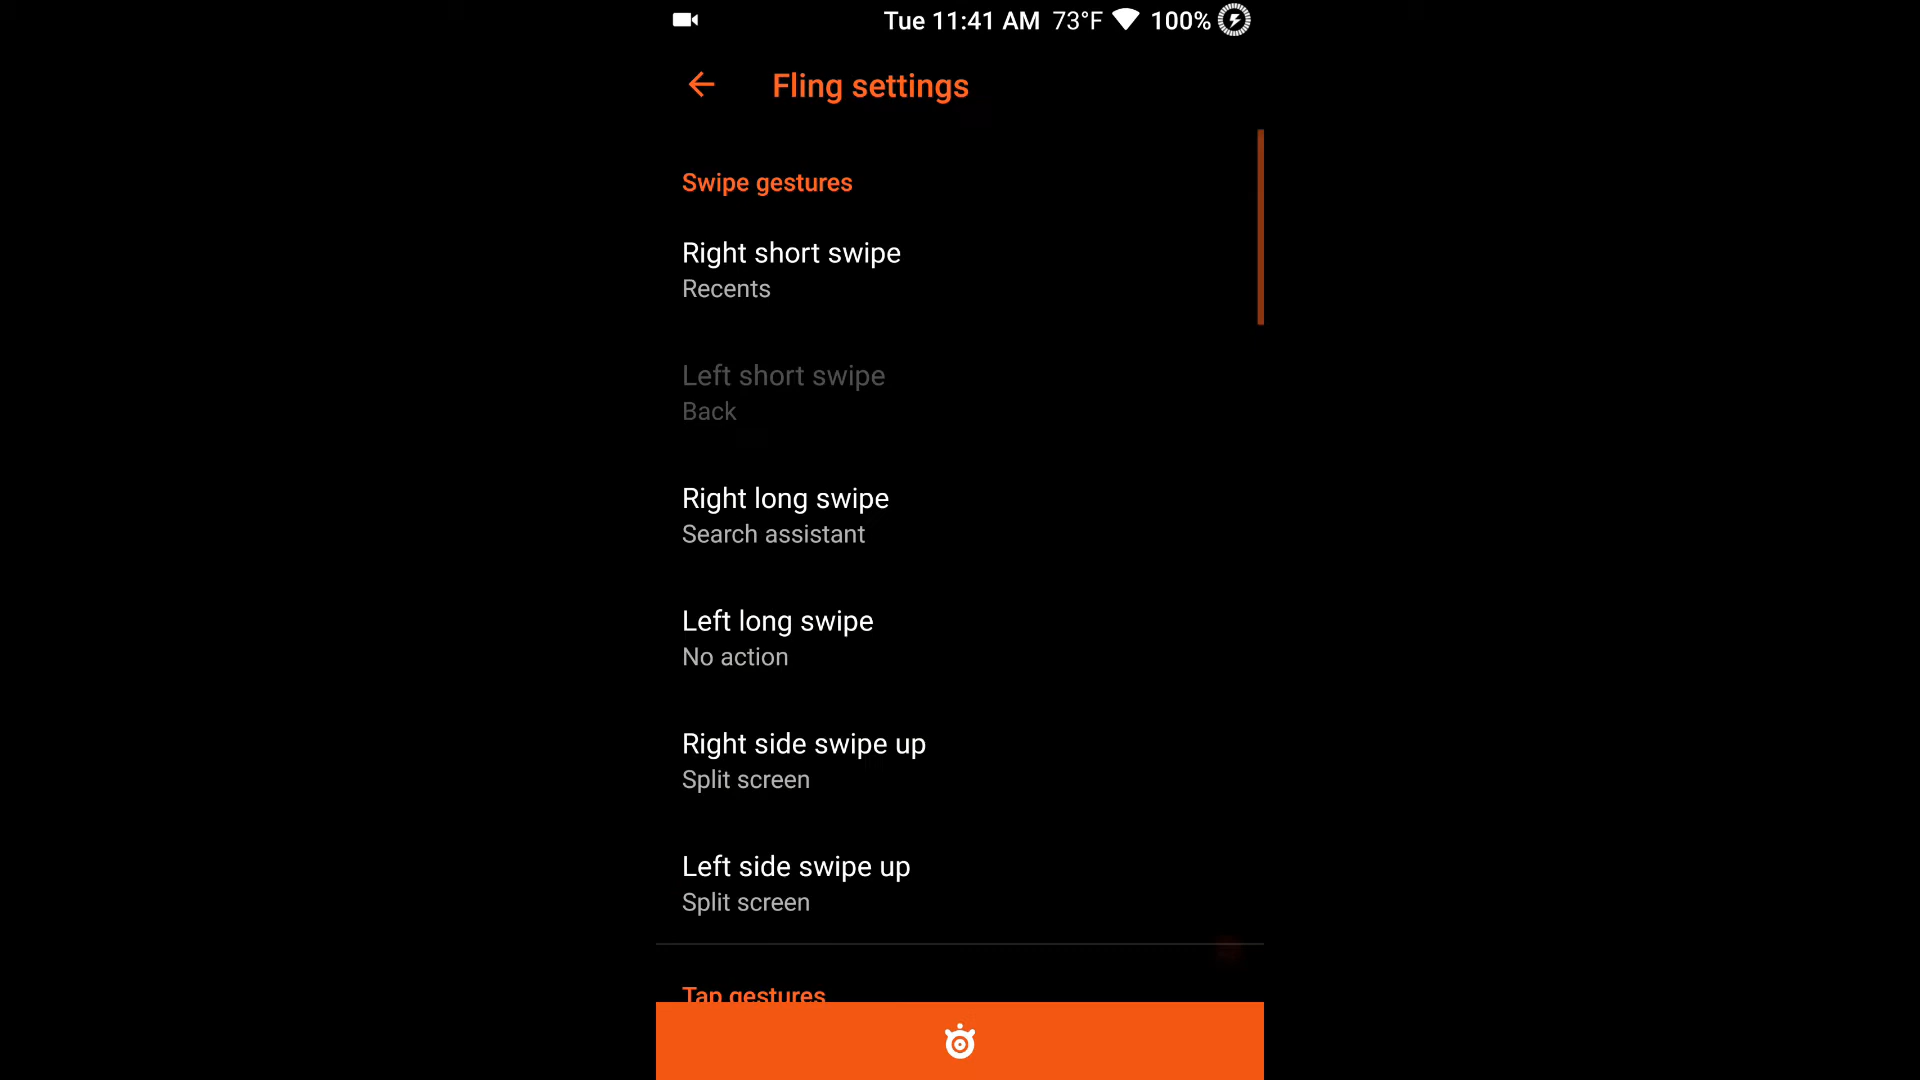 Tue 11:41 AM 73°F 100%
Fling settings
Swipe gestures
Right short swipe
Recents
Left short swipe
Back
Right long swipe
Search assistant
Left long swipe
No action
Right side swipe up
Split screen
Left side swipe up
Split screen
Tap gestures